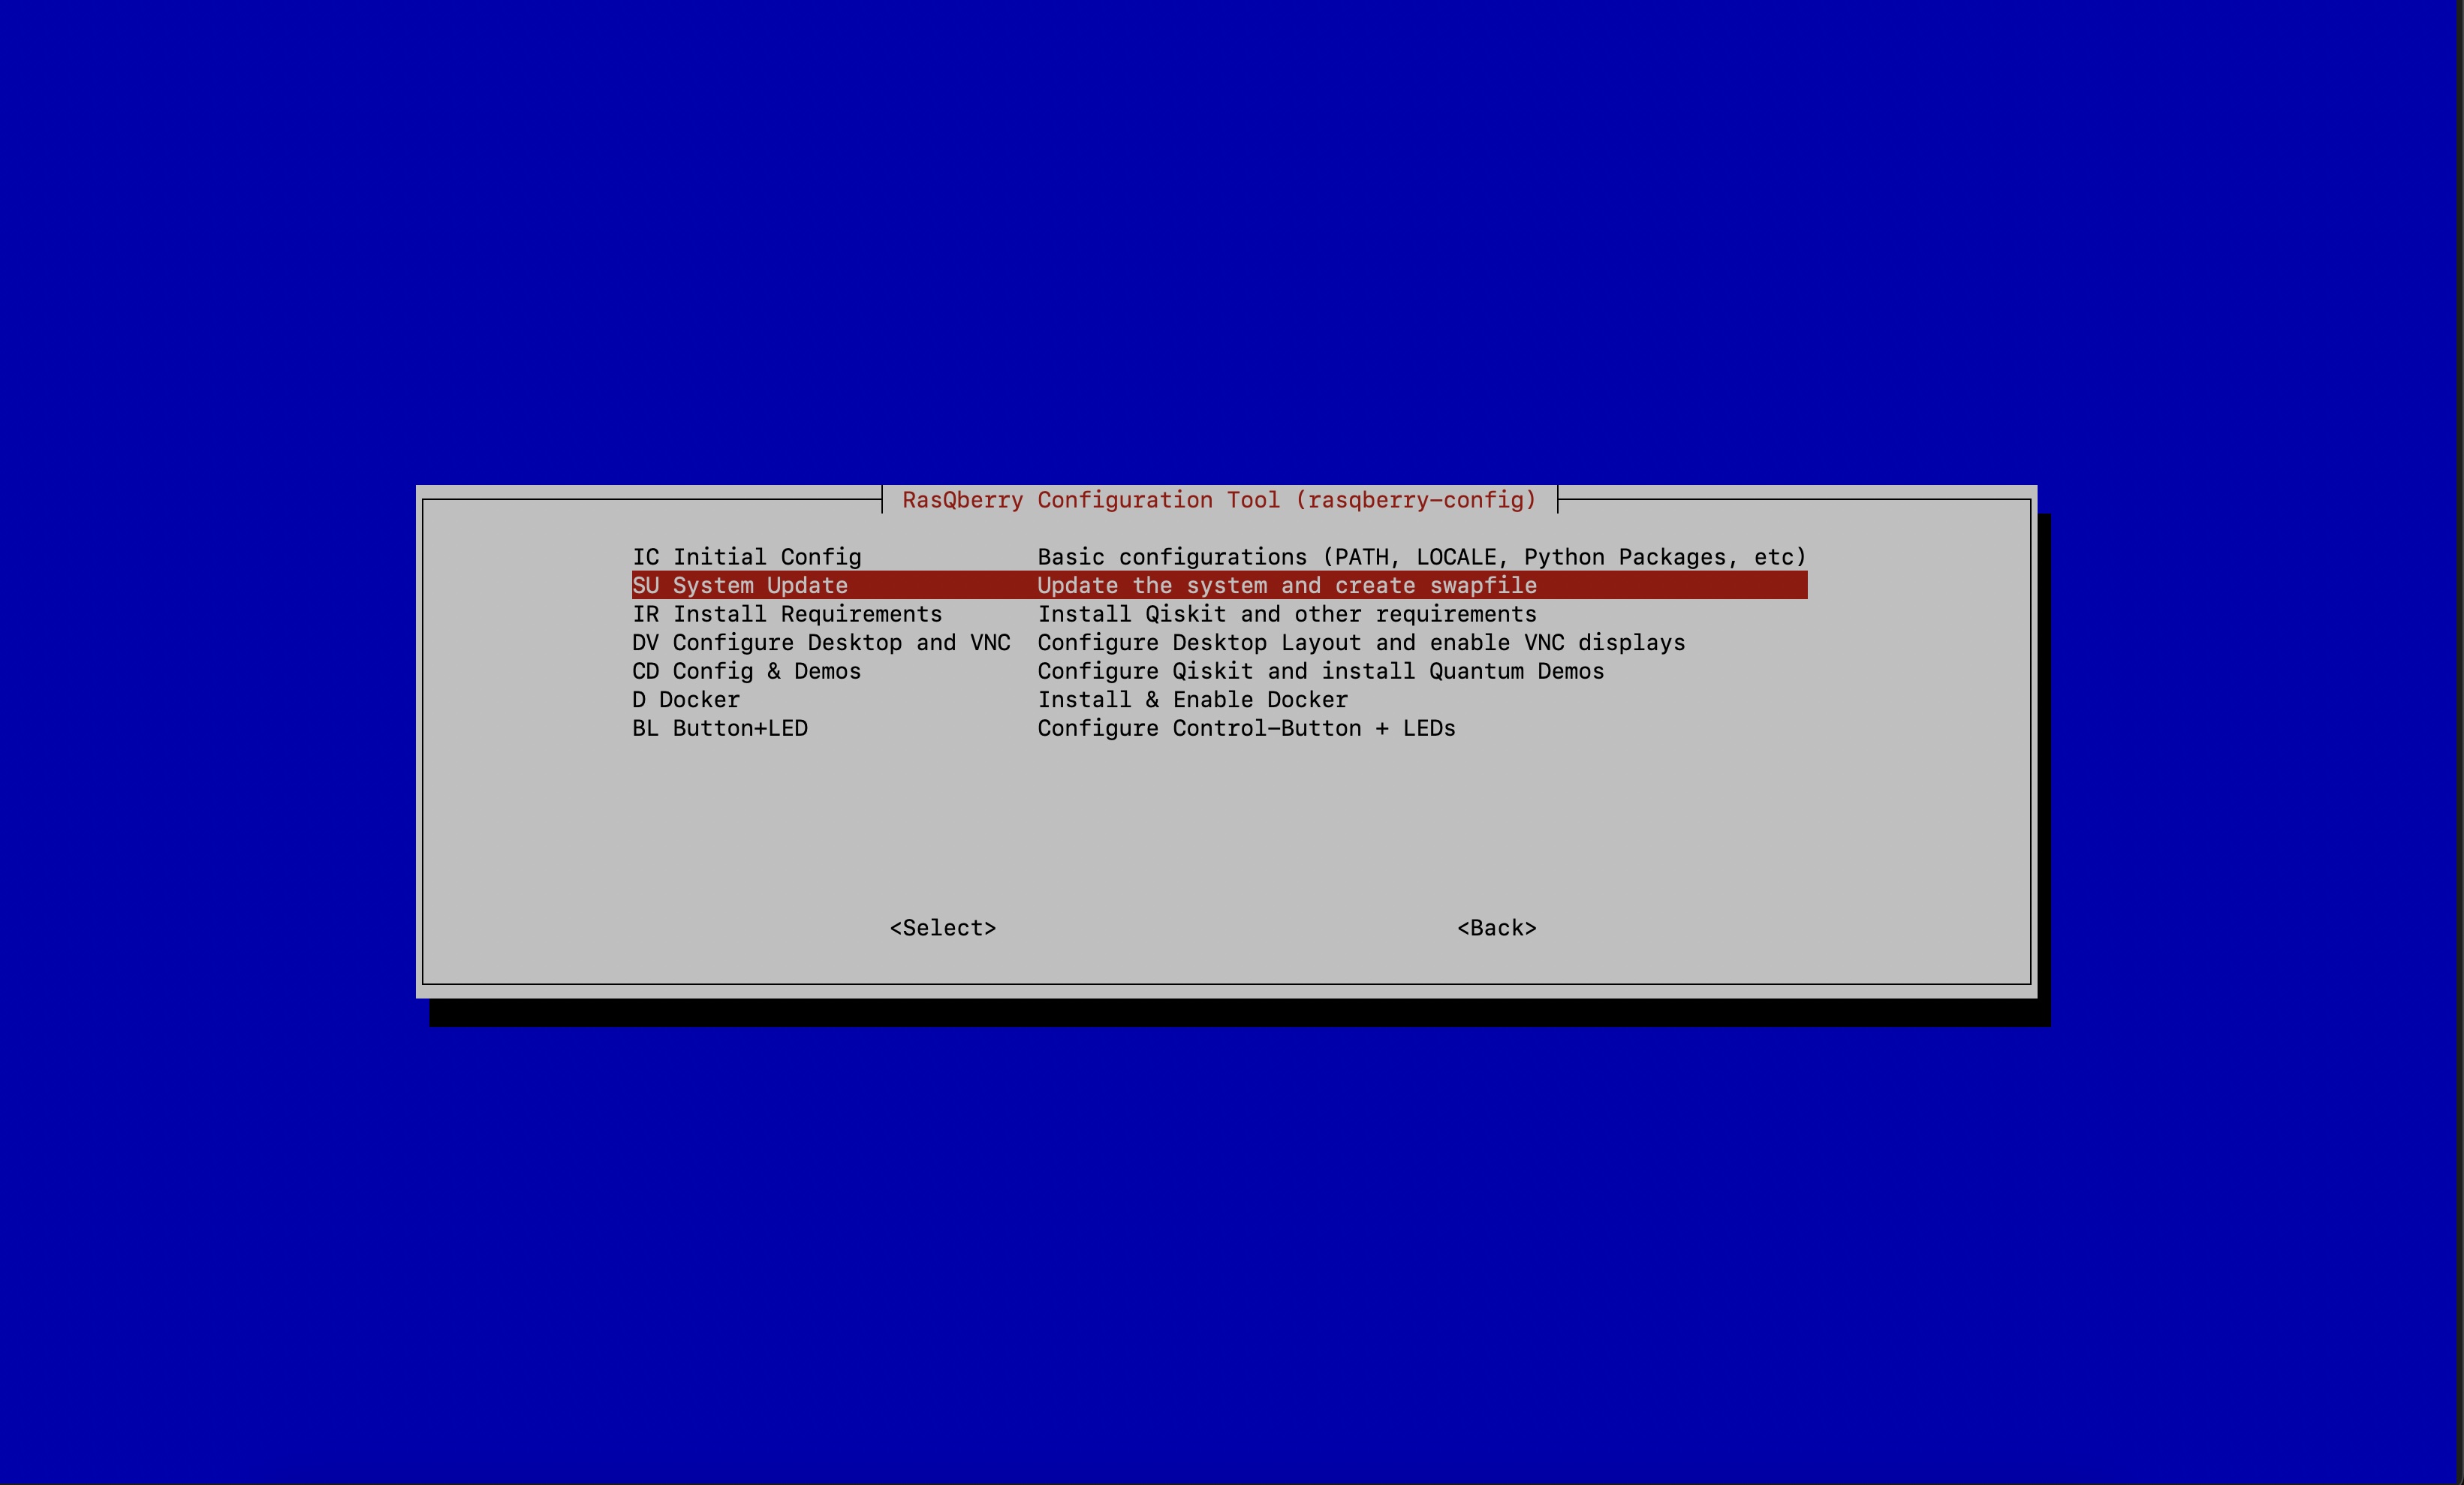 RasQberry Configuration Tool (rasqberry-config)
IC Initial Config Basic configurations (PATH, LOCALE, Python Packages, etc)
SU System Update Update the system and create swapfile
IR Install Requirements Install Qiskit and other requirements
DV Configure Desktop and VNC Configure Desktop Layout and enable VNC displays
CD Config & Demos Configure Qiskit and install Quantum Demos
D Docker Install & Enable Docker
BL Button+LED Configure Control-Button + LEDs
<Select> <Back>